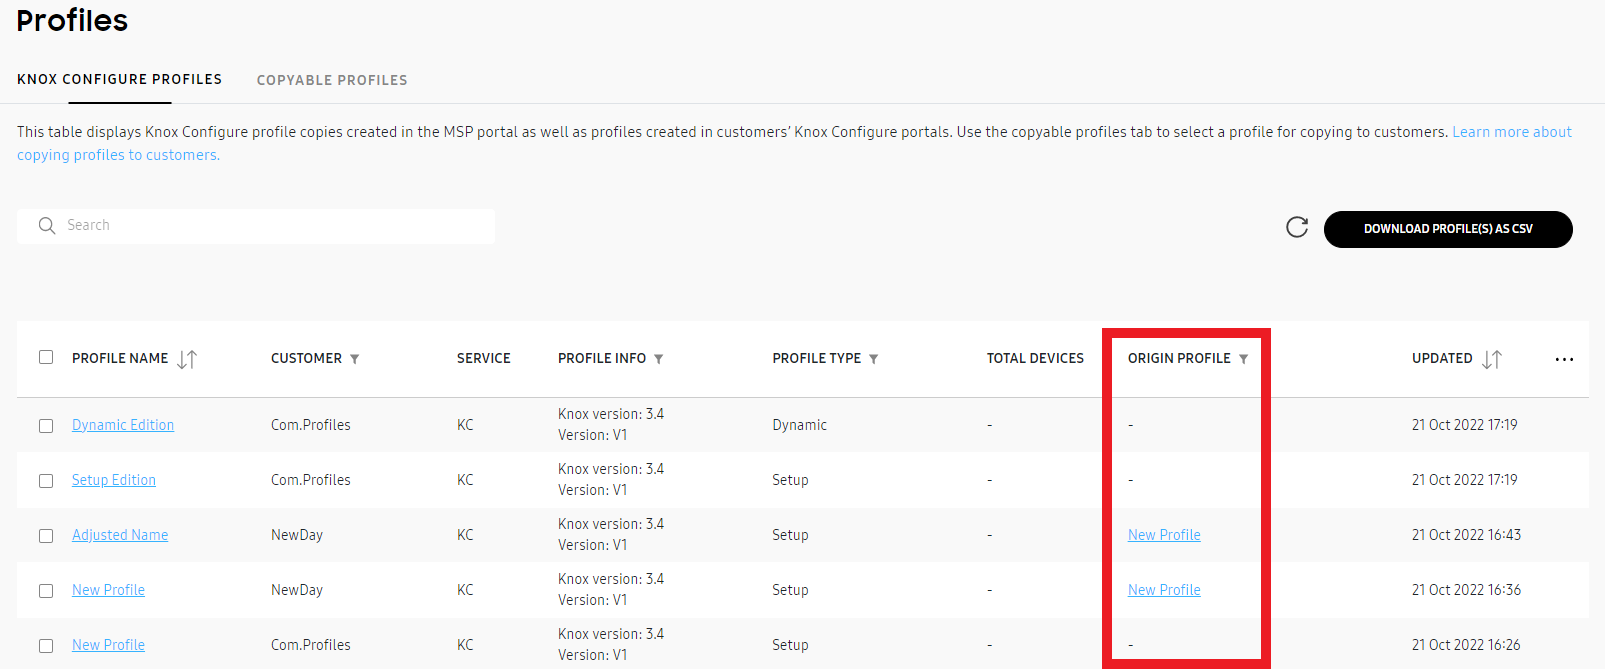 Profiles
KNOX CONFIGURE PROFILES COPYABLE PROFILES
This table displays Knox Configure profile copies created in the MSP portal as well as profiles created in customers’ Knox Configure portals. Use the copyable profiles tab to select a profile for copying to customers. Learn more about
copying profiles to customers.
Search
DOWNLOAD PROFILE(S) AS CSV
PROFILE NAME CUSTOMER SERVICE PROFILE INFO PROFILE TYPE TOTAL DEVICES ORIGIN PROFILE UPDATED ...
Dynamic Edition Com.Profiles KC Knox version: 3.4 Dynamic - - 21 Oct 2022 17:19
Version: V1
Setup Edition Com.Profiles KC Knox version: 3.4 Setup - - 21 Oct 2022 17:19
Version: V1
Adjusted Name NewDay KC Knox version: 3.4 Setup - New Profile 21 Oct 2022 16:43
Version: V1
New Profile NewDay KC Knox version: 3.4 Setup - New Profile 21 Oct 2022 16:36
Version: V1
New Profile Com.Profiles KC Knox version: 3.4 Setup - - 21 Oct 2022 16:26
Version: V1